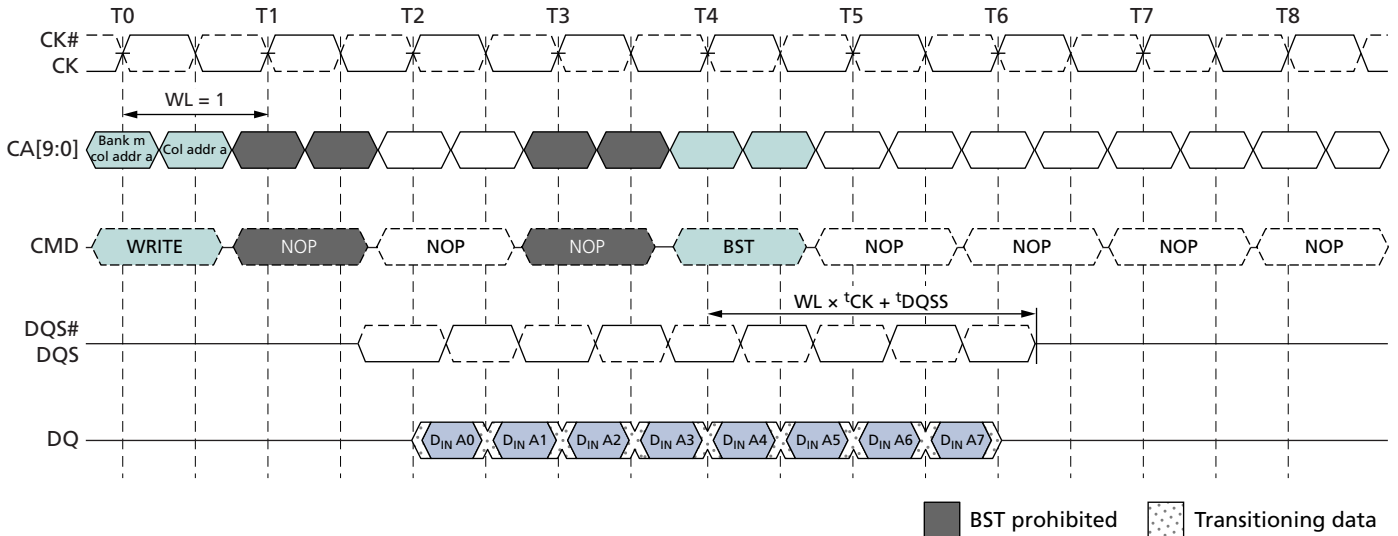 T0 T1 T2 T3 T4 T5 T6 T7 T8
CK#
CK
WL = 1
CA[9:0] Bank m col addr a Col addr a
CMD WRITE NOP NOP NOP BST NOP NOP NOP NOP
WL × tCK + tDQSS
DQS#
DQS
DQ DIN A0 DIN A1 DIN A2 DIN A3 DIN A4 DIN A5 DIN A6 DIN A7
BST prohibited Transitioning data